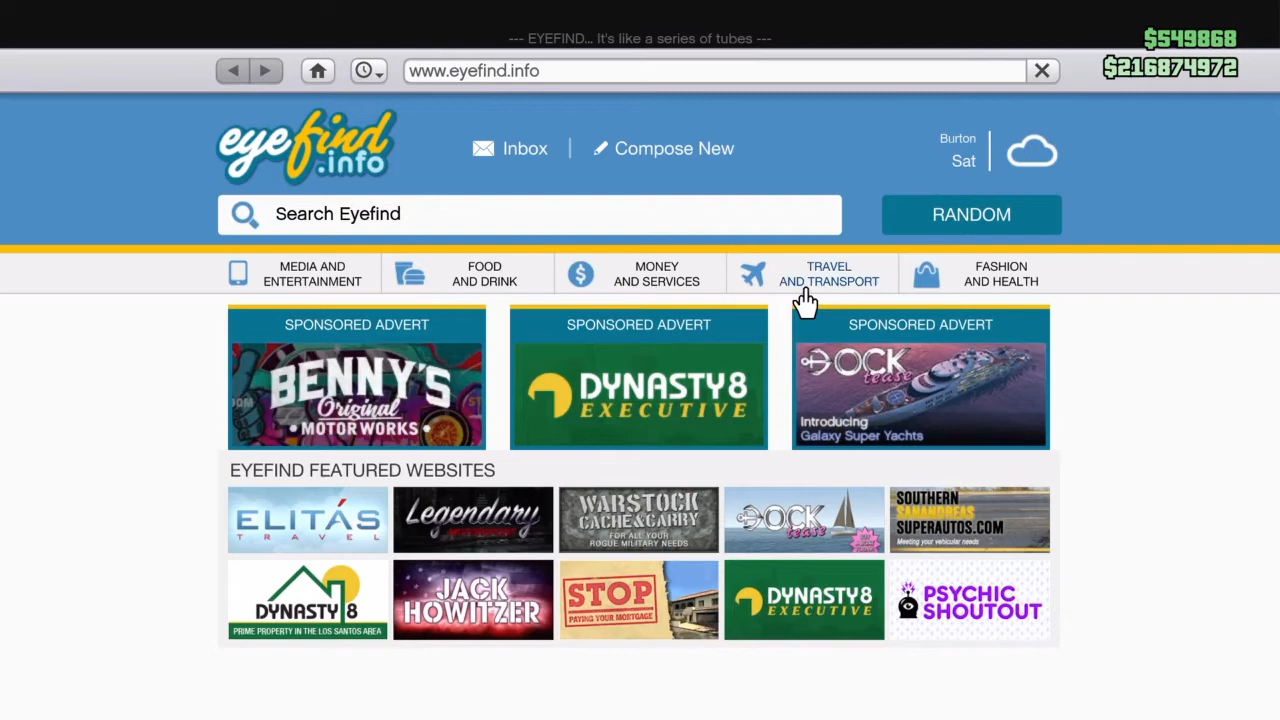 --- EYEFIND... It's like a series of tubes ---
$549868
$216874972
www.eyefind.info
eyefind
.info
Inbox
Compose New
Burton
Sat
Search Eyefind
RANDOM
MEDIA AND
ENTERTAINMENT
FOOD
AND DRINK
MONEY
AND SERVICES
TRAVEL
AND TRANSPORT
FASHION
AND HEALTH
SPONSORED ADVERT
BENNY'S
Original
MOTOR WORKS
SPONSORED ADVERT
DYNASTY 8
EXECUTIVE
SPONSORED ADVERT
DOCK
tease
Introducing
Galaxy Super Yachts
EYEFIND FEATURED WEBSITES
ELITÁS
TRAVEL
Legendary
WARSTOCK
CACHE&CARRY
FOR ALL YOUR
ROGUE MILITARY NEEDS
DOCK
tease
SOUTHERN
SANANDREAS
SUPERAUTOS.COM
Meeting your vehicular needs
DYNASTY 8
PRIME PROPERTY IN THE LOS SANTOS AREA
JACK
HOWITZER
STOP
PAYING YOUR MORTGAGE
DYNASTY 8
EXECUTIVE
PSYCHIC
SHOUTOUT